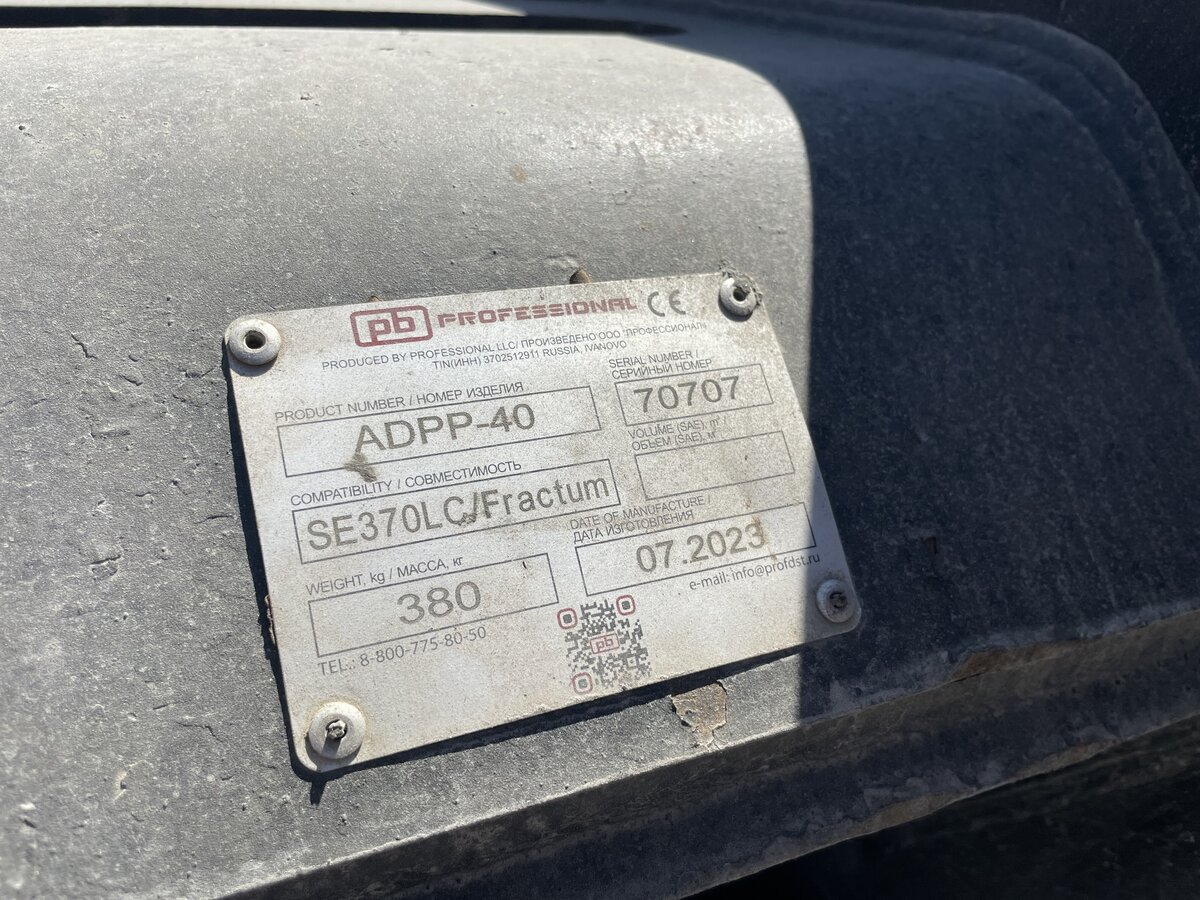 pb PROFESSIONAL CE
PRODUCED BY PROFESSIONAL LLC/ ПРОИЗВЕДЕНО ООО "ПРОФЕССИОНАЛ"
TIN(ИНН) 3702512911 RUSSIA, IVANOVO
PRODUCT NUMBER / НОМЕР ИЗДЕЛИЯ
ADPP-40
SERIAL NUMBER /
СЕРИЙНЫЙ НОМЕР
70707
COMPATIBILITY / СОВМЕСТИМОСТЬ
SE370LC/Fractum
VOLUME (SAE), m³ /
ОБЪЕМ (SAE), м³
WEIGHT, kg / МАССА, кг
380
DATE OF MANUFACTURE /
ДАТА ИЗГОТОВЛЕНИЯ
07.2023
TEL.: 8-800-775-80-50
pb
e-mail: info@profdst.ru